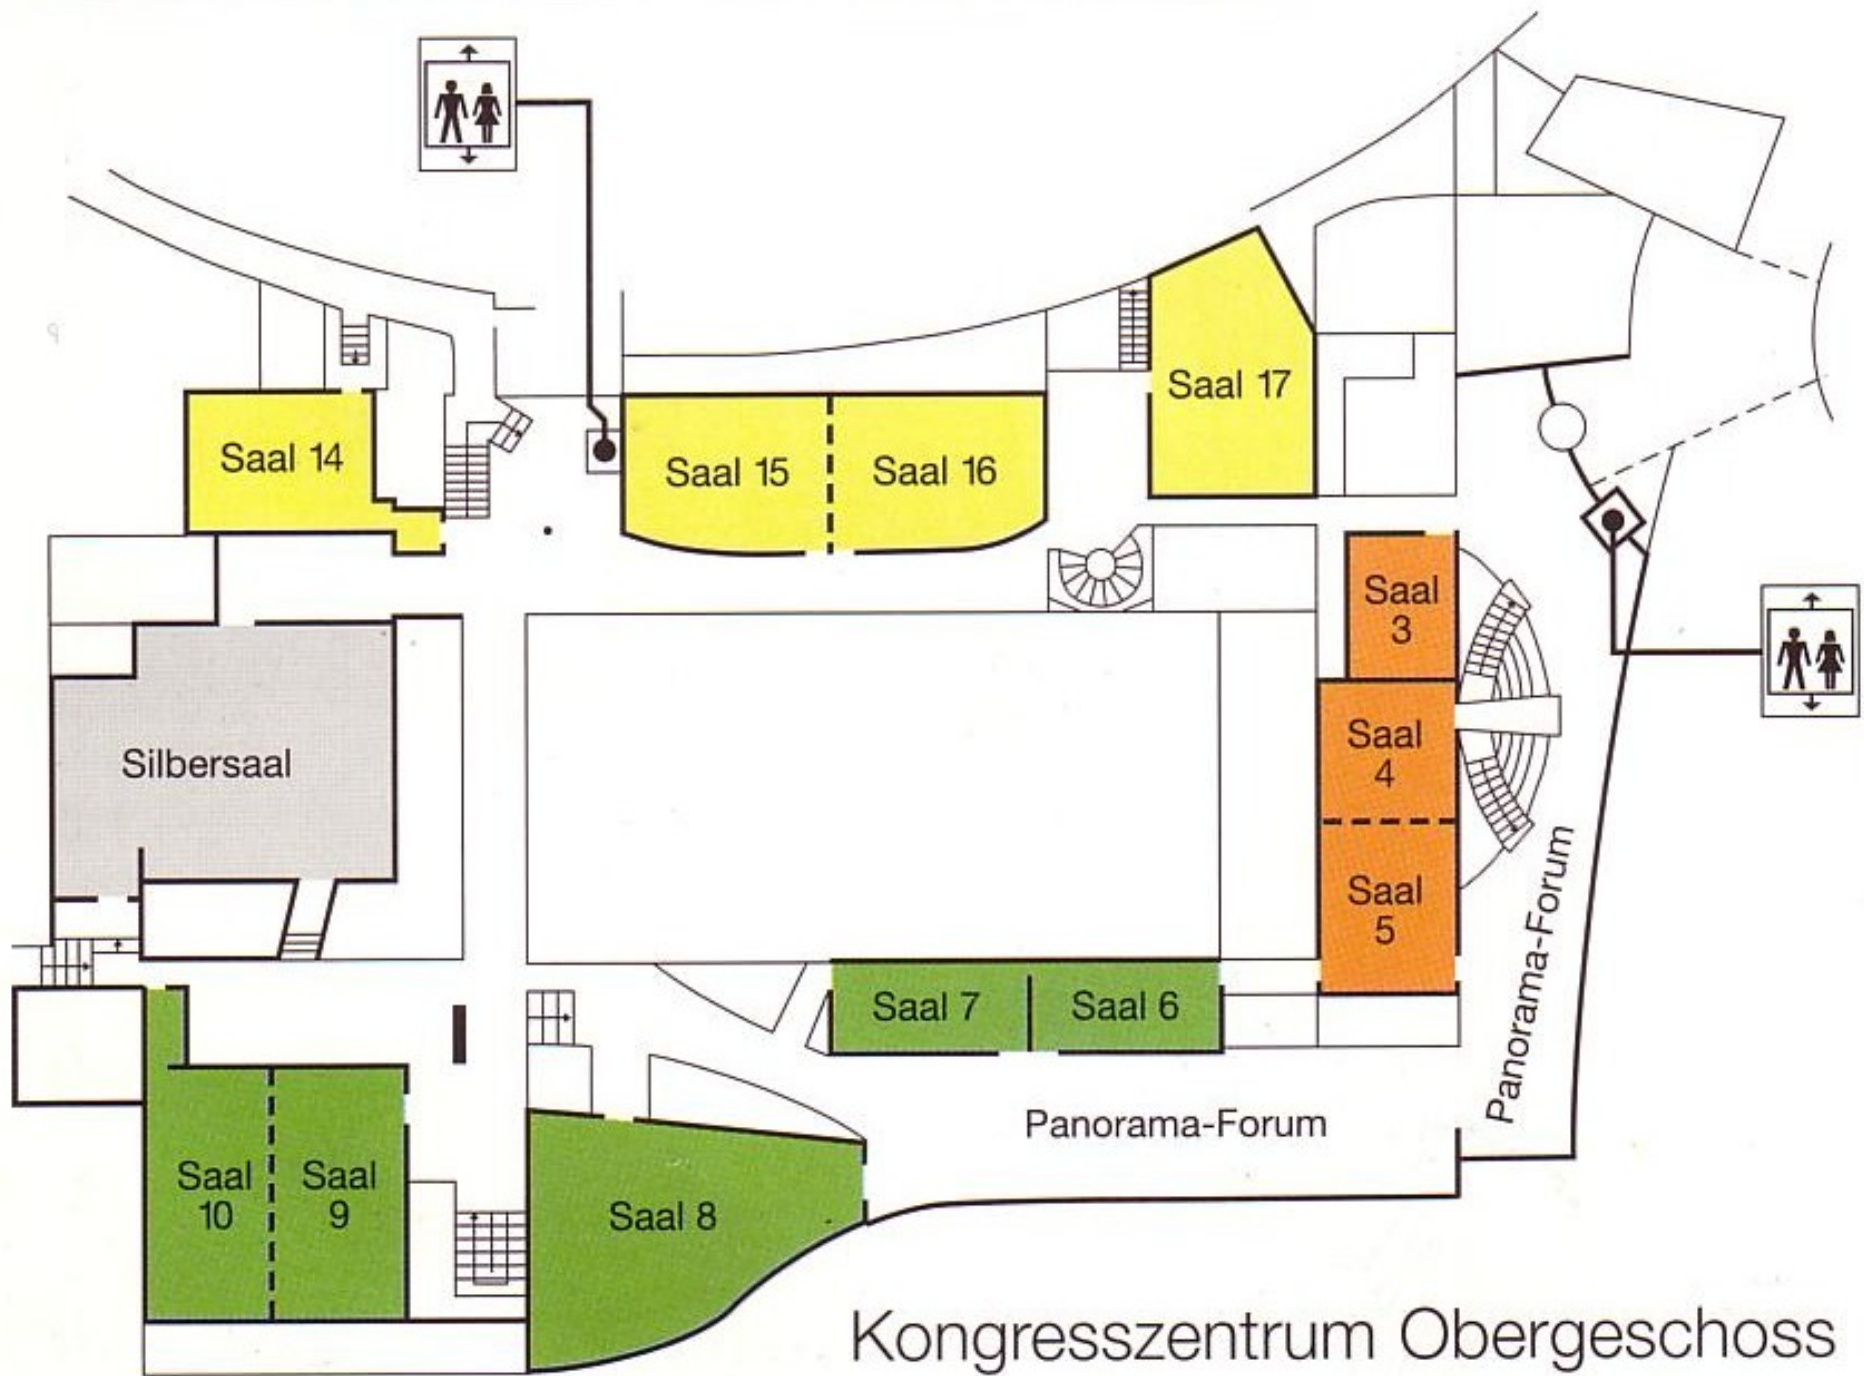 Saal 17
Saal 14
Saal 15
Saal 16
Saal
3
Saal
4
Silbersaal
Saal
5
Panorama-Forum
Saal 7
Saal 6
Panorama-Forum
Saal
10
Saal
9
Saal 8
Kongresszentrum Obergeschoss